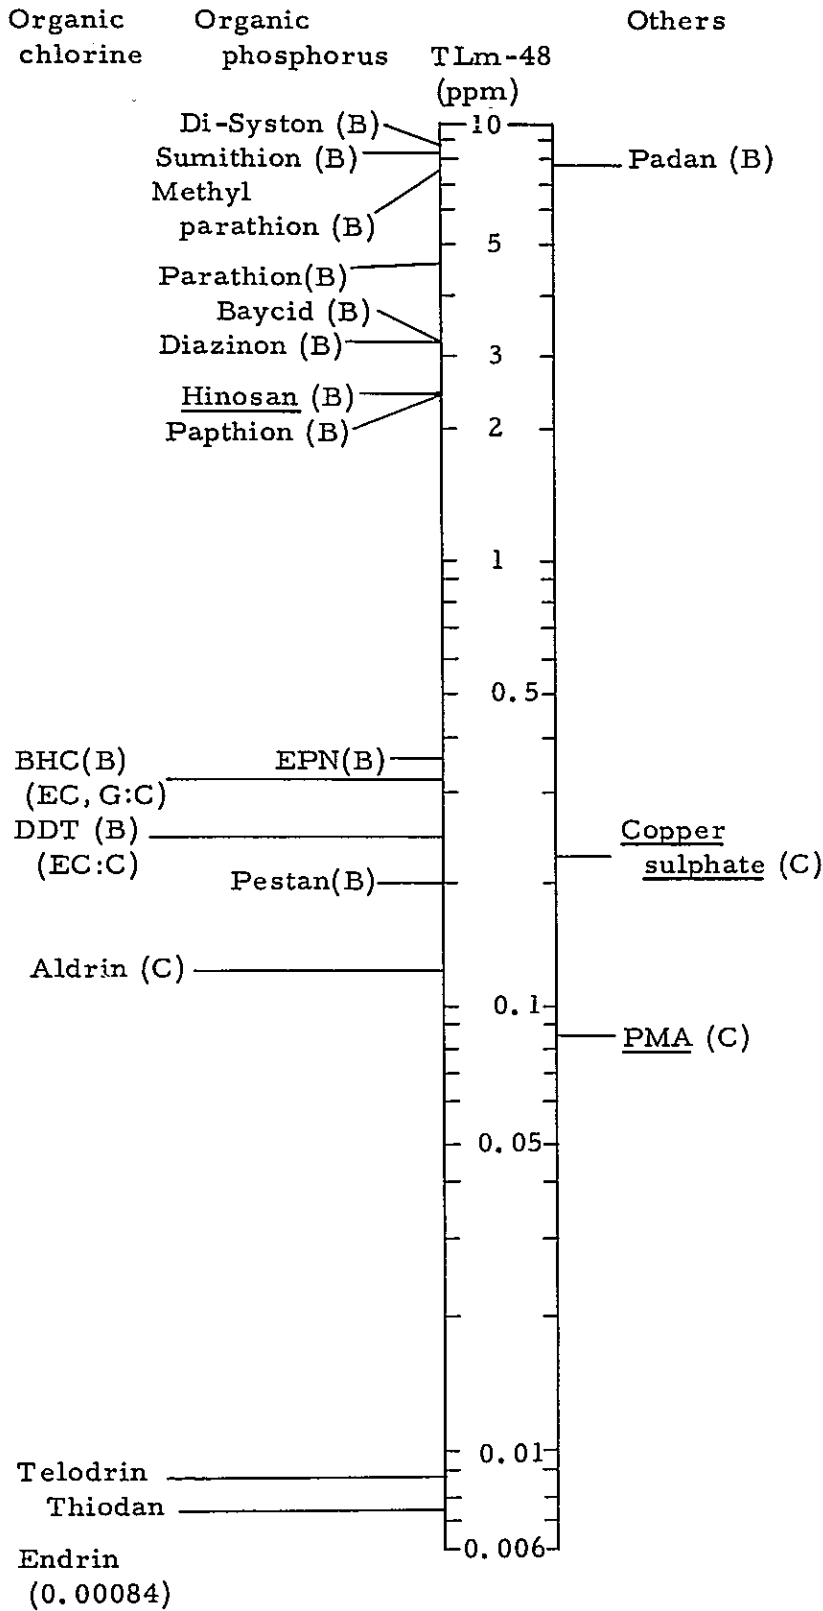 Organic Organic Others
chlorine phosphorus TLm-48
(ppm)
Di-Syston (B) 10
Sumithion (B) Padan (B)
Methyl
parathion (B)
5
Parathion(B)
Baycid (B)
Diazinon (B) 3
Hinosan (B)
Papthion (B) 2
1
0.5
BHC(B) EPN(B)
(EC, G:C)
DDT (B) Copper
(EC:C) sulphate (C)
Pestan(B)
Aldrin (C)
0.1
PMA (C)
0.05
0.01
Telodrin
Thiodan
0.006
Endrin
(0.00084)